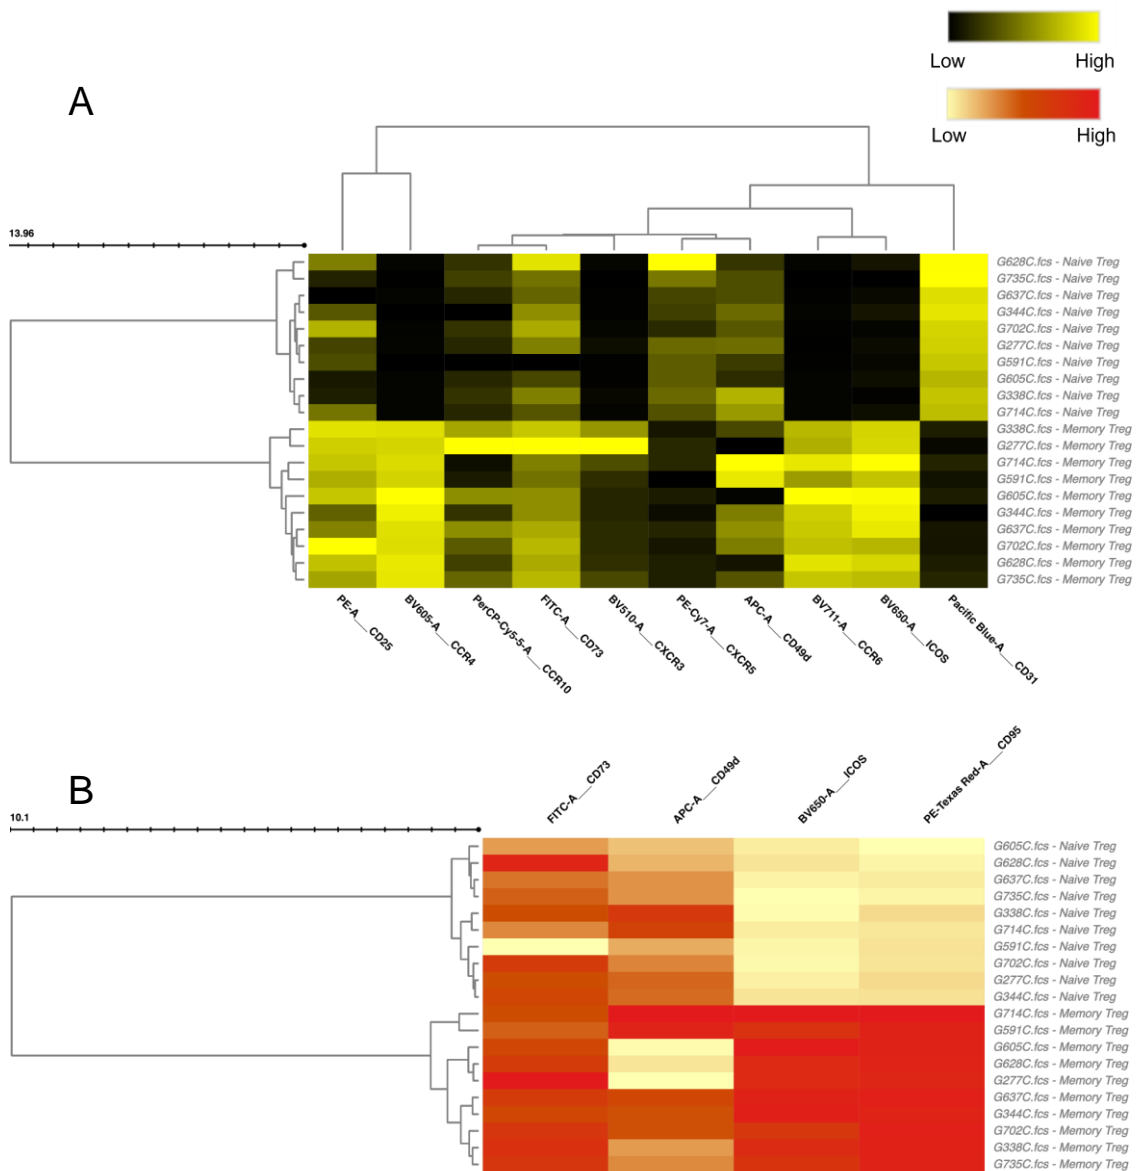 Low High
Low High
A
13.96
G628C.fcs - Naive Treg
G735C.fcs - Naive Treg
G637C.fcs - Naive Treg
G344C.fcs - Naive Treg
G702C.fcs - Naive Treg
G277C.fcs - Naive Treg
G591C.fcs - Naive Treg
G605C.fcs - Naive Treg
G338C.fcs - Naive Treg
G714C.fcs - Naive Treg
G338C.fcs - Memory Treg
G277C.fcs - Memory Treg
G714C.fcs - Memory Treg
G591C.fcs - Memory Treg
G605C.fcs - Memory Treg
G344C.fcs - Memory Treg
G637C.fcs - Memory Treg
G702C.fcs - Memory Treg
G628C.fcs - Memory Treg
G735C.fcs - Memory Treg
PE-A___CD25
BV605-A___CCR4
PerCP-Cy5-5-A___CCR10
FITC-A___CD73
BV510-A___CXCR3
PE-Cy7-A___CXCR5
APC-A___CD49d
BV711-A___CCR6
BV650-A___ICOS
Pacific Blue-A___CD31
B
FITC-A___CD73
APC-A___CD49d
BV650-A___ICOS
PE-Texas Red-A___CD95
10.1
G605C.fcs - Naive Treg
G628C.fcs - Naive Treg
G637C.fcs - Naive Treg
G735C.fcs - Naive Treg
G338C.fcs - Naive Treg
G714C.fcs - Naive Treg
G591C.fcs - Naive Treg
G702C.fcs - Naive Treg
G277C.fcs - Naive Treg
G344C.fcs - Naive Treg
G714C.fcs - Memory Treg
G591C.fcs - Memory Treg
G605C.fcs - Memory Treg
G628C.fcs - Memory Treg
G277C.fcs - Memory Treg
G637C.fcs - Memory Treg
G344C.fcs - Memory Treg
G702C.fcs - Memory Treg
G338C.fcs - Memory Treg
G735C.fcs - Memory Treg